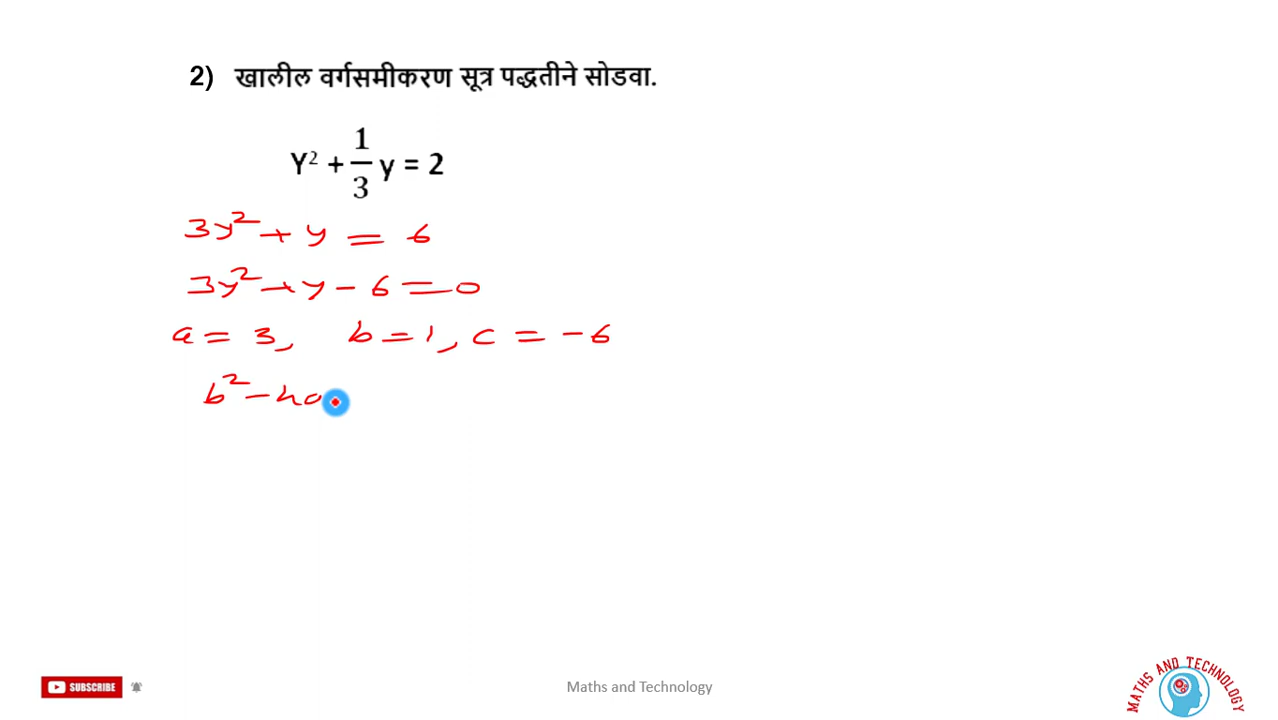 2) खालील वर्गसमीकरण सूत्र पद्धतीने सोडवा.
Y² + 1/3 y = 2
3y² + y = 6
3y² + y - 6 = 0
a = 3, b = 1, c = -6
b² - 4a
SUBSCRIBE
Maths and Technology
MATHS AND TECHNOLOGY